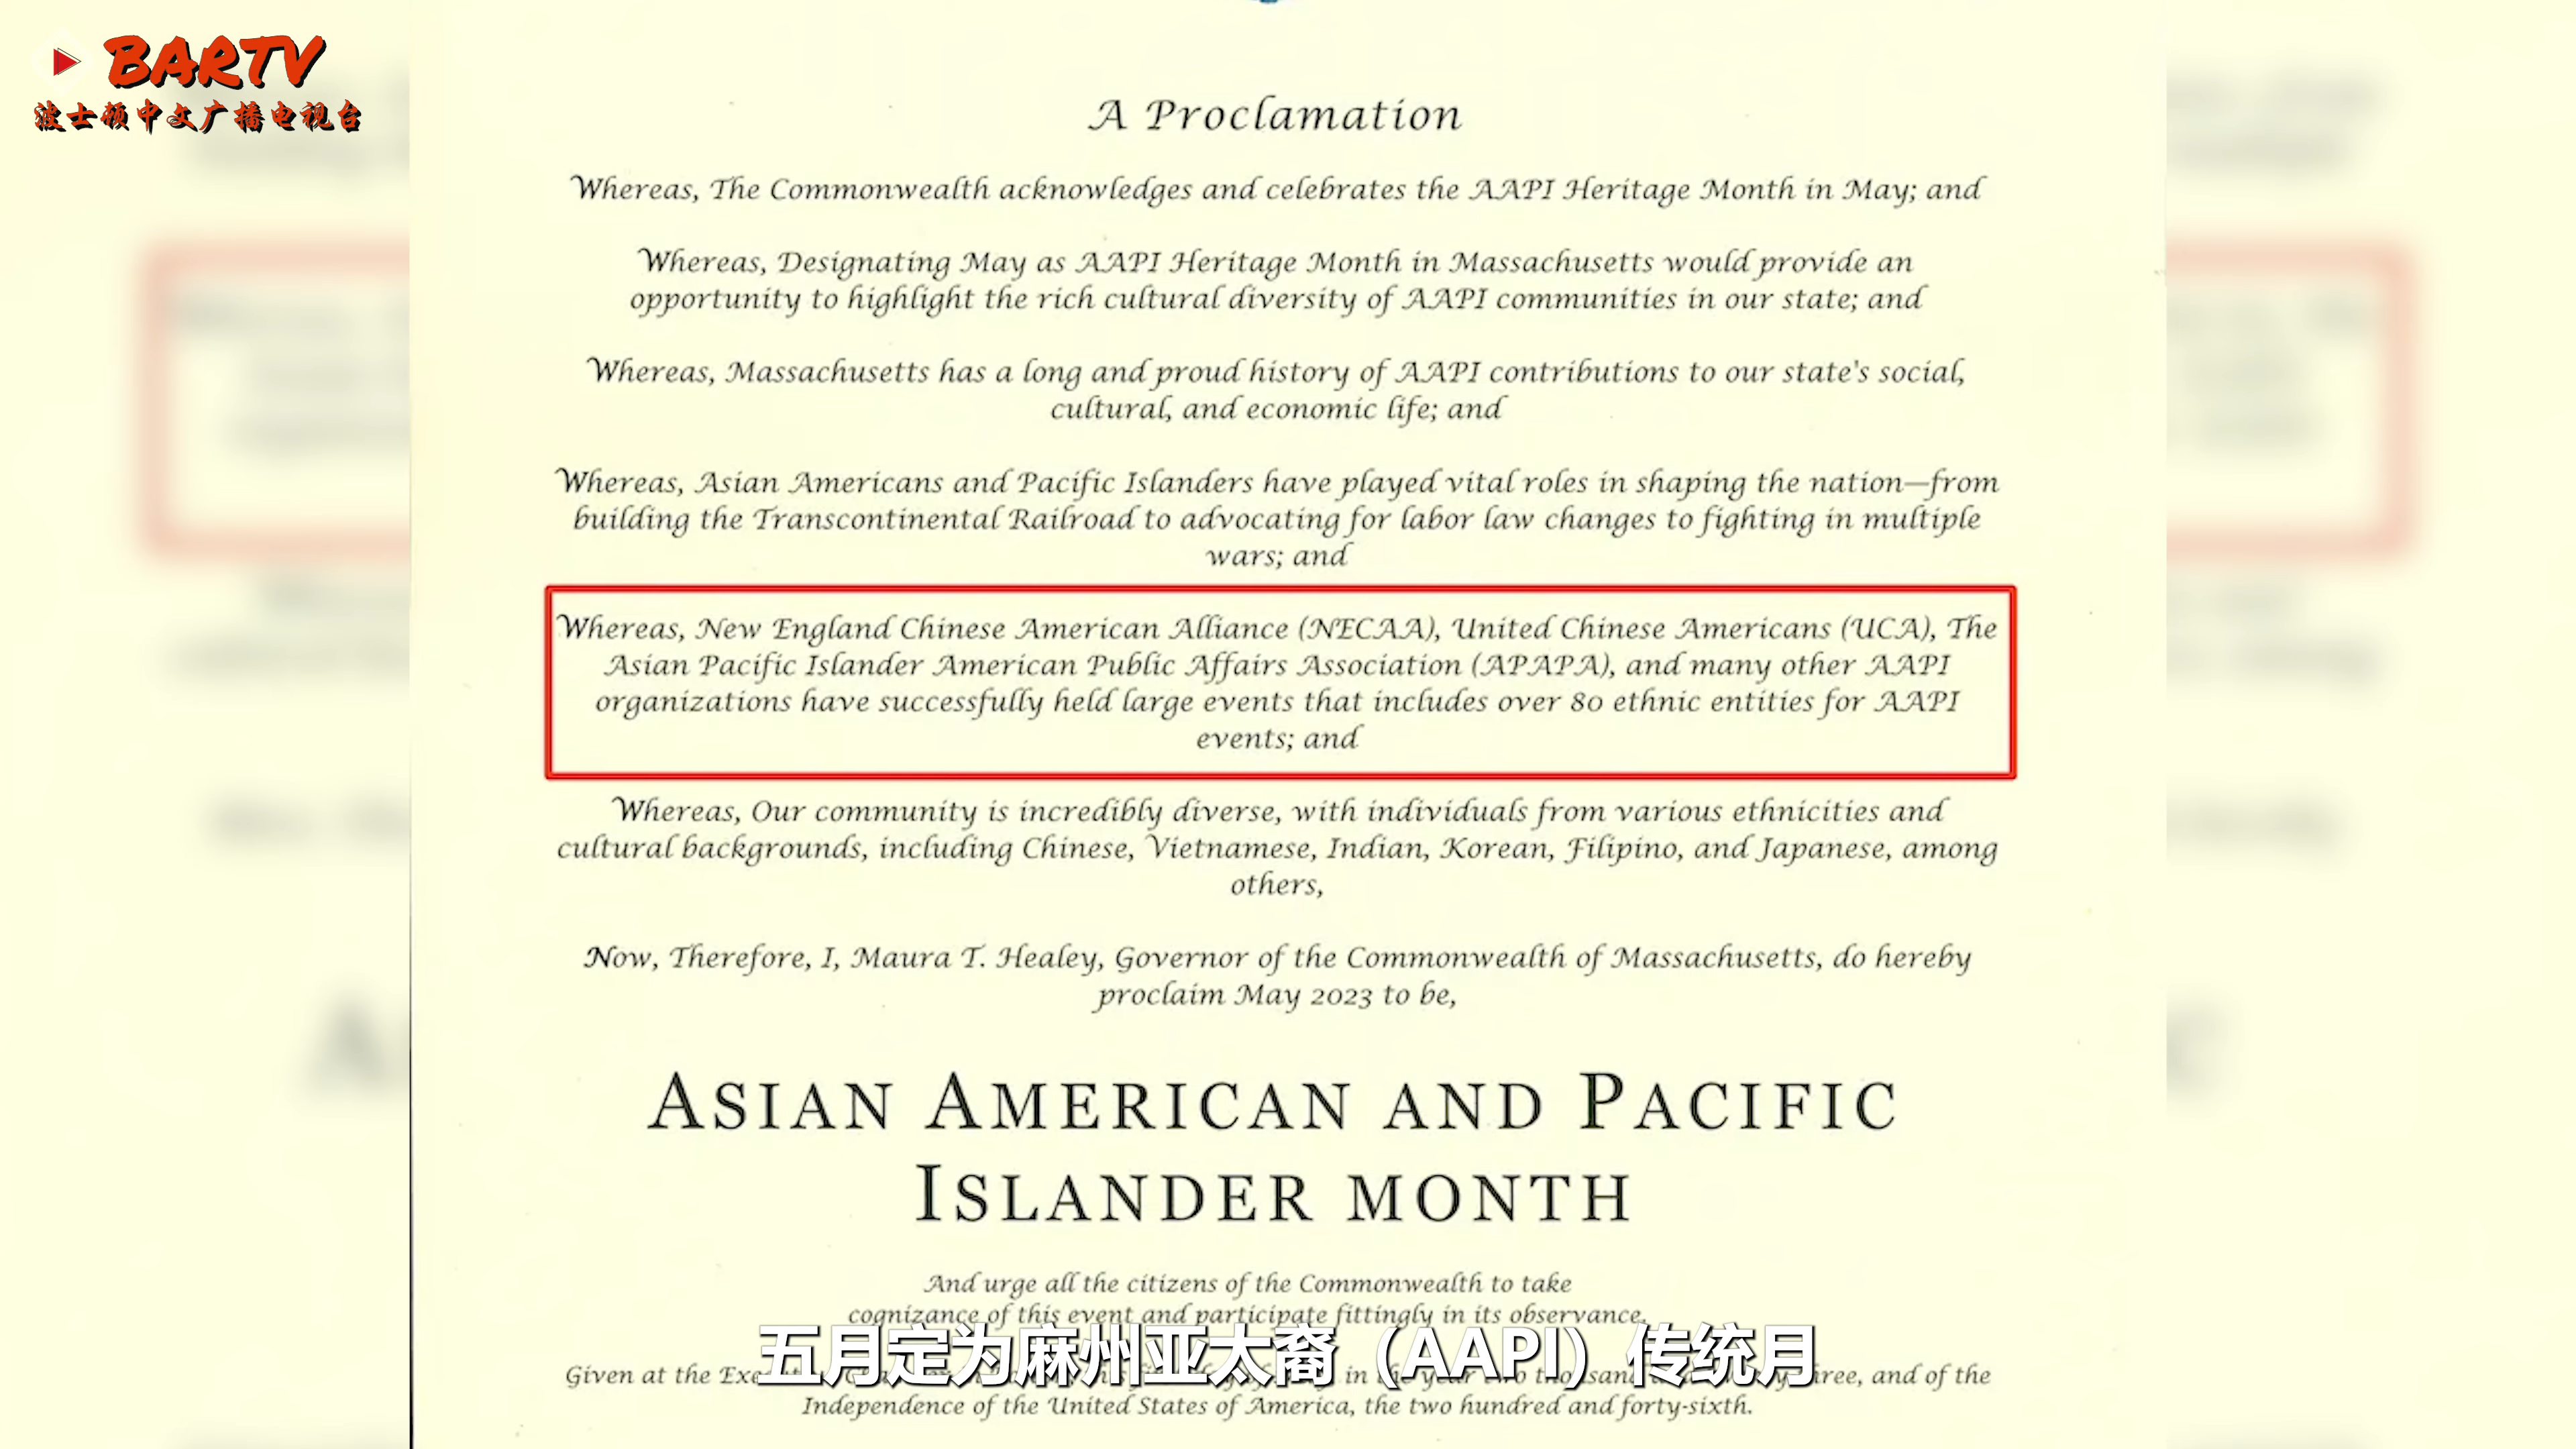 BARTV
波士顿中文广播电视台
A Proclamation
Whereas, The Commonwealth acknowledges and celebrates the AAPI Heritage Month in May; and
Whereas, Designating May as AAPI Heritage Month in Massachusetts would provide an
opportunity to highlight the rich cultural diversity of AAPI communities in our state; and
Whereas, Massachusetts has a long and proud history of AAPI contributions to our state's social,
cultural, and economic life; and
Whereas, Asian Americans and Pacific Islanders have played vital roles in shaping the nation—from
building the Transcontinental Railroad to advocating for labor law changes to fighting in multiple
wars; and
Whereas, New England Chinese American Alliance (NECAA), United Chinese Americans (UCA), The
Asian Pacific Islander American Public Affairs Association (APAPA), and many other AAPI
organizations have successfully held large events that includes over 80 ethnic entities for AAPI
events; and
Whereas, Our community is incredibly diverse, with individuals from various ethnicities and
cultural backgrounds, including Chinese, Vietnamese, Indian, Korean, Filipino, and Japanese, among
others,
Now, Therefore, I, Maura T. Healey, Governor of the Commonwealth of Massachusetts, do hereby
proclaim May 2023 to be,
ASIAN AMERICAN AND PACIFIC
ISLANDER MONTH
And urge all the citizens of the Commonwealth to take
cognizance of this event and participate fittingly in its observance.
五月定为麻州亚太裔（AAPI）传统月
Given at the in the year two and of the
Independence of the United States of America, the two hundred and forty-sixth.